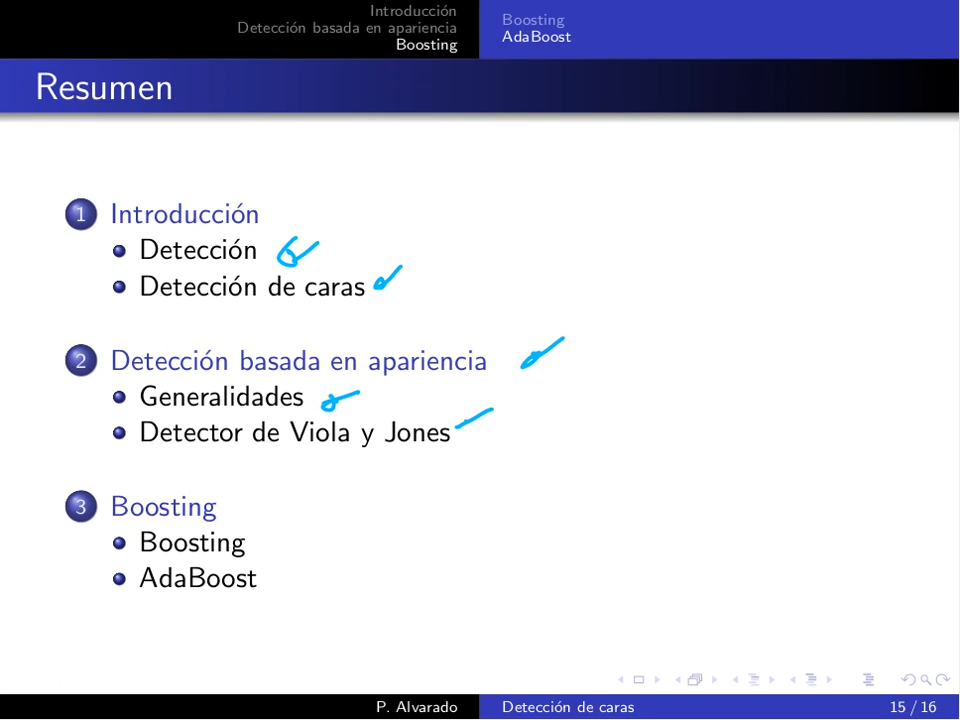 Introducción
Detección basada en apariencia
Boosting
Boosting
AdaBoost
Resumen
1 Introducción
Detección
Detección de caras
2 Detección basada en apariencia
Generalidades
Detector de Viola y Jones
3 Boosting
Boosting
AdaBoost
P. Alvarado
Detección de caras
15 / 16